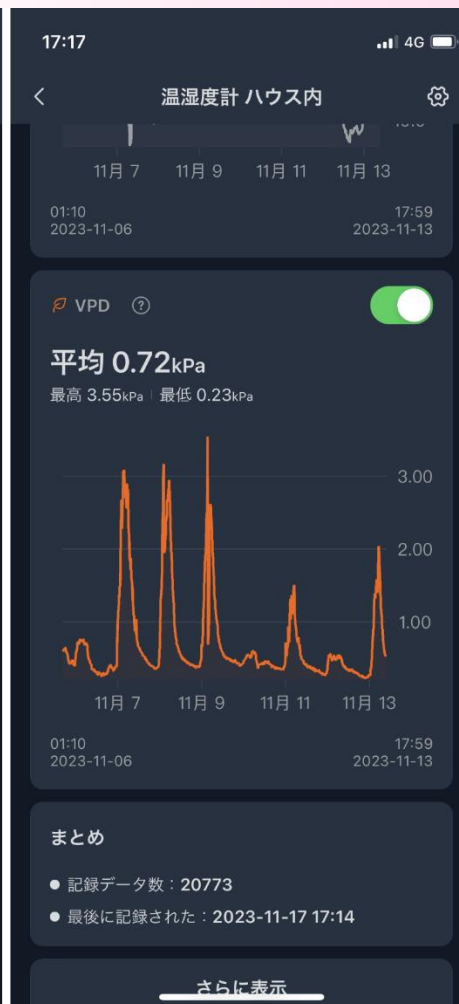 17:17
4G
温湿度計 ハウス内
11月 7 11月 9 11月 11 11月 13
01:10 17:59
2023-11-06 2023-11-13
VPD ?
平均 0.72kPa
最高 3.55kPa 最低 0.23kPa
3.00
2.00
1.00
11月 7 11月 9 11月 11 11月 13
01:10 17:59
2023-11-06 2023-11-13
まとめ
● 記録データ数：20773
● 最後に記録された：2023-11-17 17:14
さらに表示